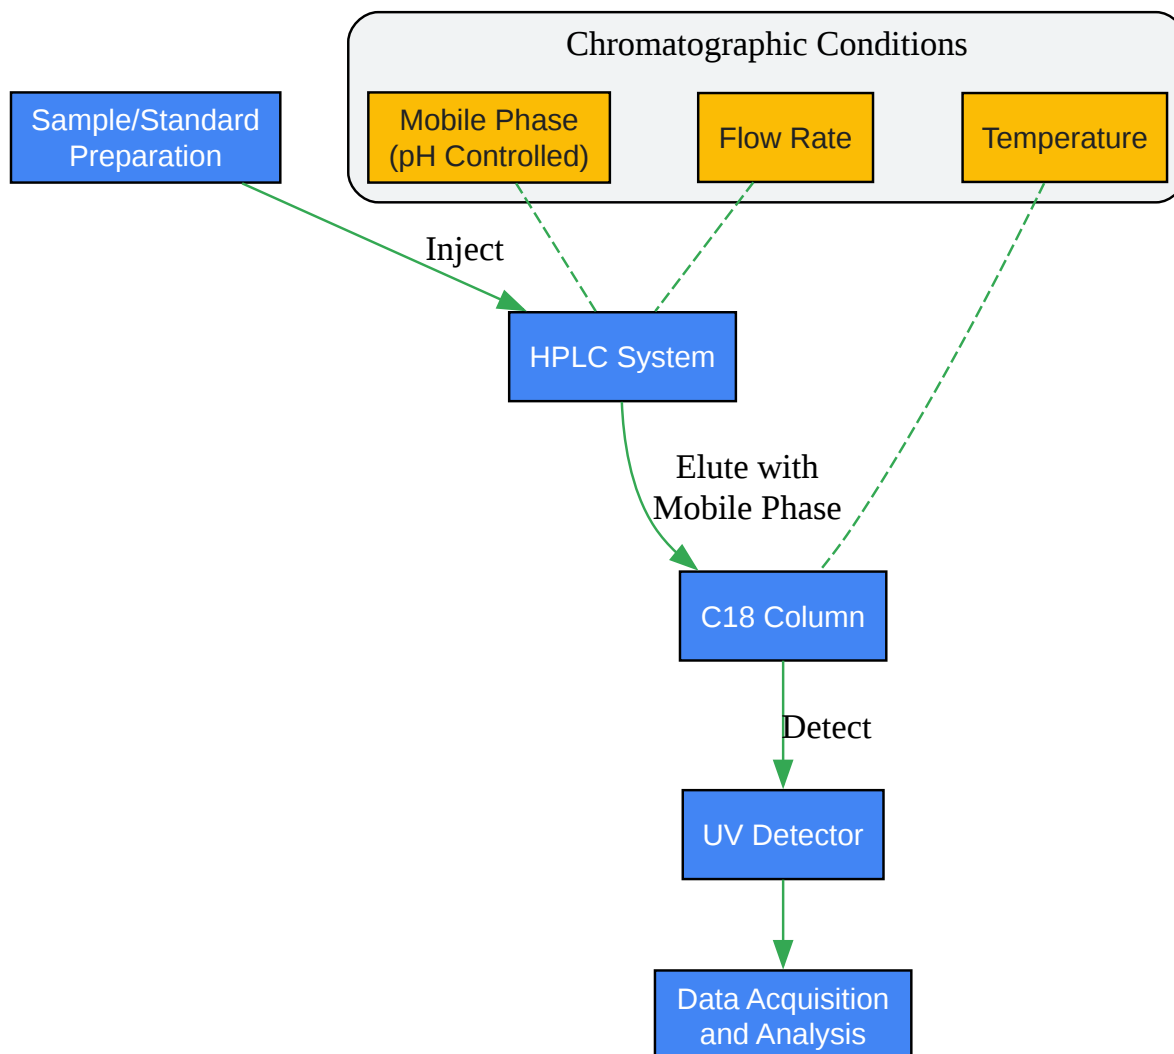 Chromatographic Conditions
Sample/Standard
Preparation
Mobile Phase
(pH Controlled)
Flow Rate
Temperature
Inject
HPLC System
Elute with
Mobile Phase
C18 Column
Detect
UV Detector
Data Acquisition
and Analysis